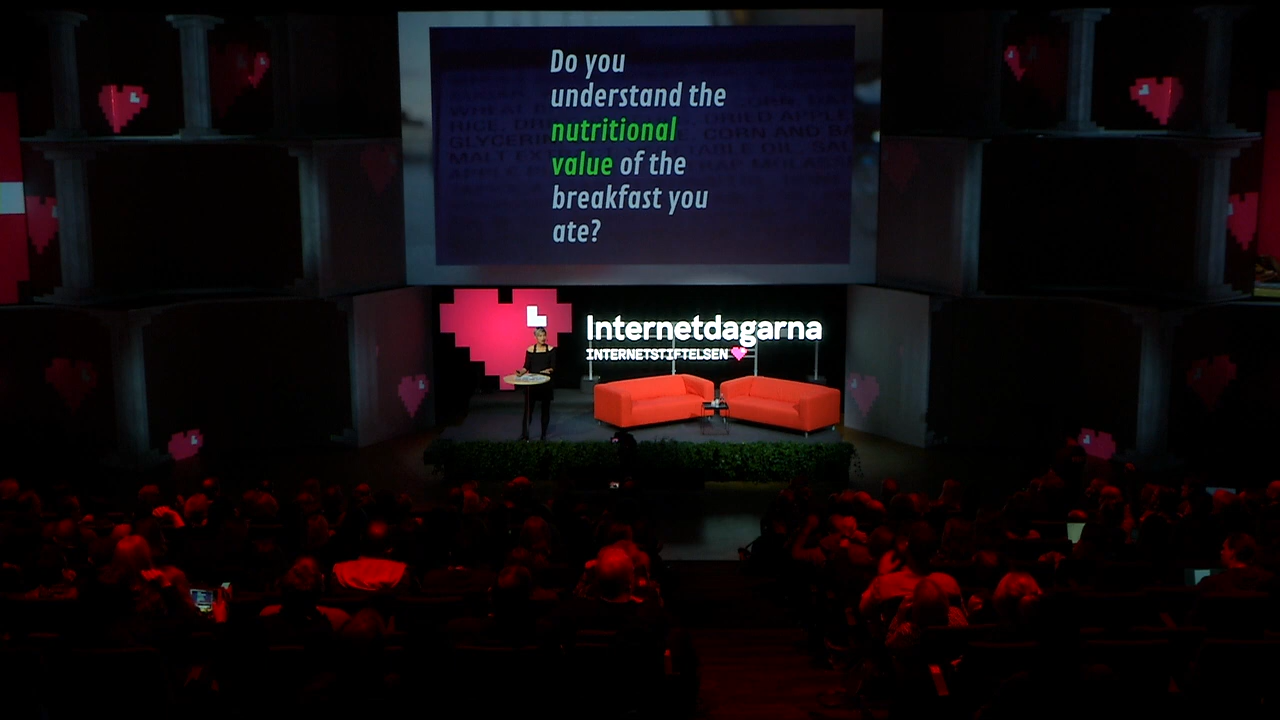 Do you
understand the
nutritional
value of the
breakfast you
ate?
Internetdagarna
INTERNETSTIFTELSEN